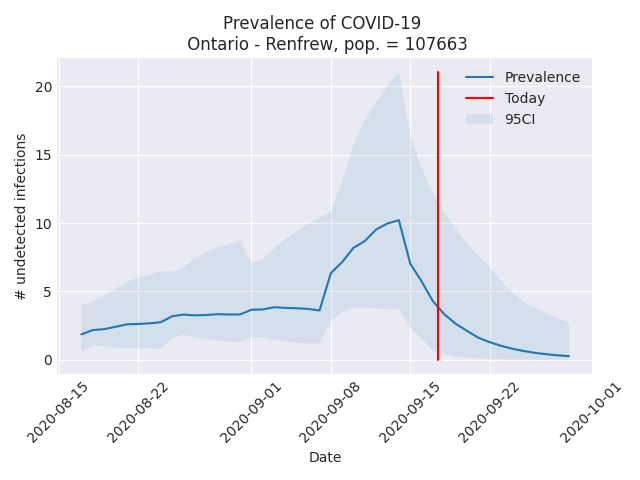 Prevalence of COVID-19
Ontario - Renfrew, pop. = 107663
Prevalence
Today
95CI
# undetected infections
20
15
10
5
0
2020-08-15
2020-08-22
2020-09-01
2020-09-08
2020-09-15
2020-09-22
2020-10-01
Date